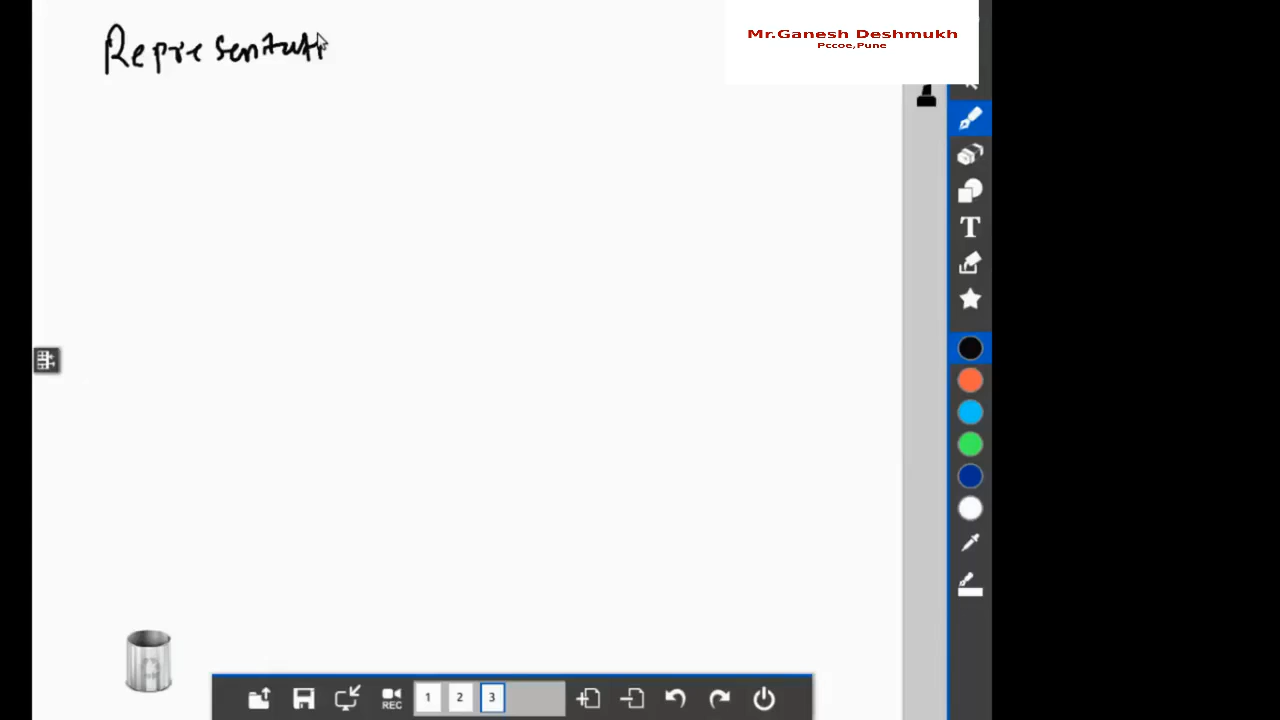 Representati
Mr.Ganesh Deshmukh
Pccoe,Pune
T
REC
1 2 3